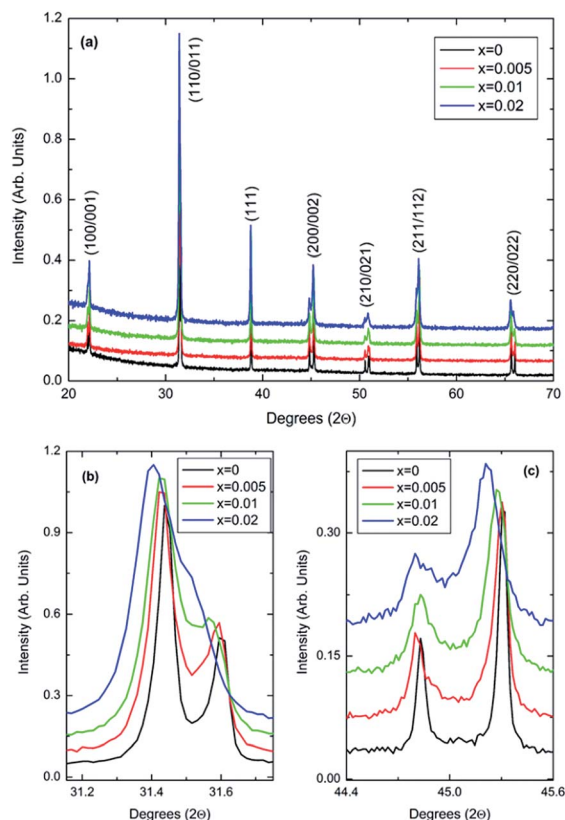 (a)
x=0
x=0.005
x=0.01
x=0.02
(100/001)
(110/011)
(111)
(200/002)
(210/021)
(211/112)
(220/022)
Intensity (Arb. Units)
1.2
1.0
0.8
0.6
0.4
0.2
0.0
20 30 40 50 60 70
Degrees (2Θ)
(b)
x=0
x=0.005
x=0.01
x=0.02
Intensity (Arb. Units)
1.2
0.9
0.6
0.3
0.0
31.2 31.4 31.6
Degrees (2Θ)
(c)
x=0
x=0.005
x=0.01
x=0.02
Intensity (Arb. Units)
0.30
0.15
0.00
44.4 45.0 45.6
Degrees (2Θ)